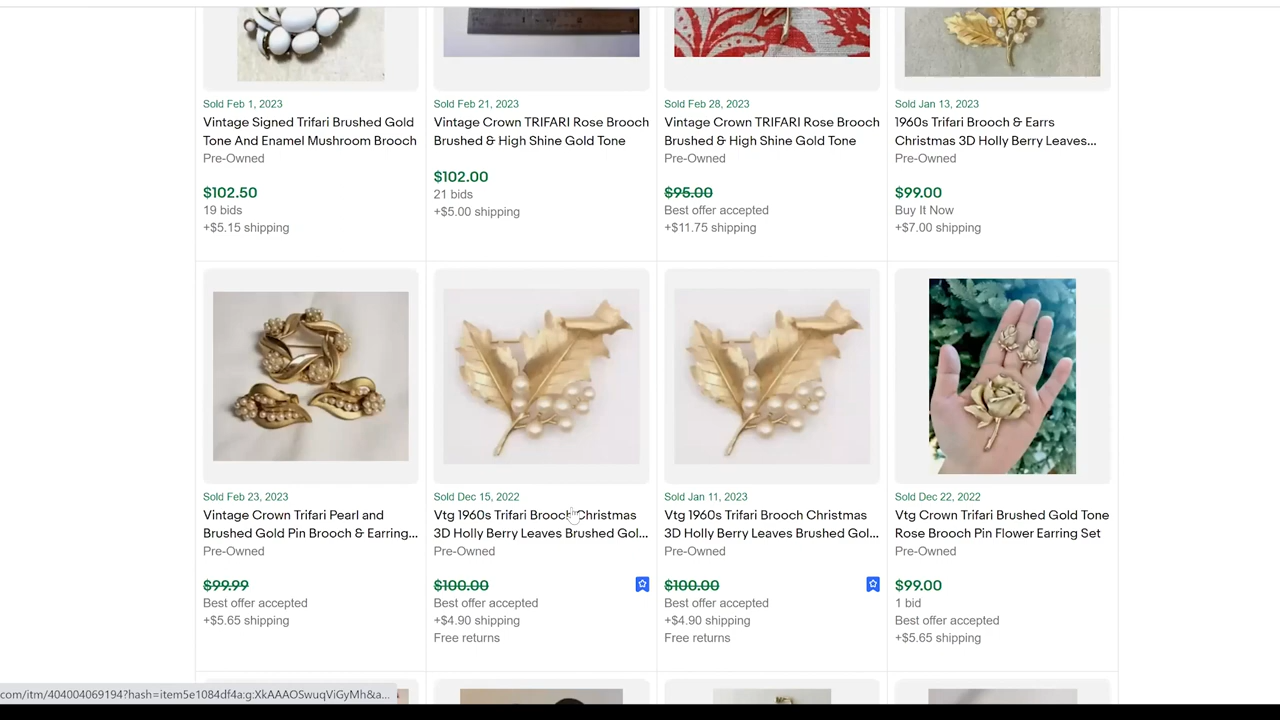 Sold Feb 1, 2023
Vintage Signed Trifari Brushed Gold
Tone And Enamel Mushroom Brooch
Pre-Owned
$102.50
19 bids
+$5.15 shipping
Sold Feb 21, 2023
Vintage Crown TRIFARI Rose Brooch
Brushed & High Shine Gold Tone
$102.00
21 bids
+$5.00 shipping
Sold Feb 28, 2023
Vintage Crown TRIFARI Rose Brooch
Brushed & High Shine Gold Tone
Pre-Owned
$95.00
Best offer accepted
+$11.75 shipping
Sold Jan 13, 2023
1960s Trifari Brooch & Earrs
Christmas 3D Holly Berry Leaves...
Pre-Owned
$99.00
Buy It Now
+$7.00 shipping
Sold Feb 23, 2023
Vintage Crown Trifari Pearl and
Brushed Gold Pin Brooch & Earring...
Pre-Owned
$99.99
Best offer accepted
+$5.65 shipping
Sold Dec 15, 2022
Vtg 1960s Trifari Brooch Christmas
3D Holly Berry Leaves Brushed Gol...
Pre-Owned
$100.00
Best offer accepted
+$4.90 shipping
Free returns
Sold Jan 11, 2023
Vtg 1960s Trifari Brooch Christmas
3D Holly Berry Leaves Brushed Gol...
Pre-Owned
$100.00
Best offer accepted
+$4.90 shipping
Free returns
Sold Dec 22, 2022
Vtg Crown Trifari Brushed Gold Tone
Rose Brooch Pin Flower Earring Set
Pre-Owned
$99.00
1 bid
Best offer accepted
+$5.65 shipping
com/itm/404004069194?hash=item5e1084df4a:g:XkAAAOSwuqViGyMh&a...